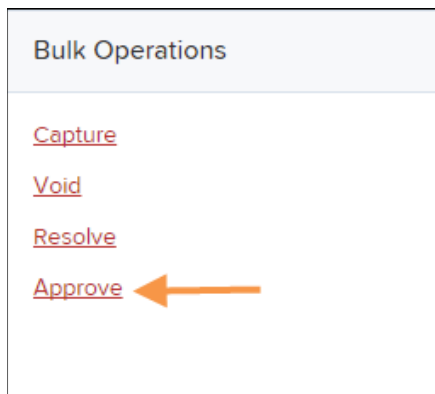 Bulk Operations
Capture
Void
Resolve
Approve